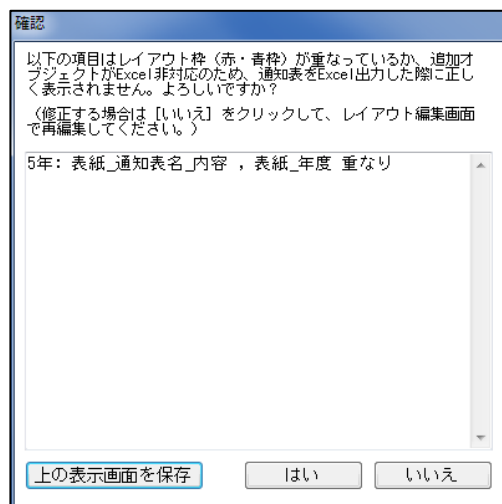 確認
以下の項目はレイアウト枠（赤・青枠）が重なっているか、追加オ
ブジェクトがExcel非対応のため、通知表をExcel出力した際に正し
く表示されません。よろしいですか？
（修正する場合は［いいえ］をクリックして、レイアウト編集画面
で再編集してください。）
5年: 表紙_通知表名_内容 , 表紙_年度 重なり
上の表示画面を保存 はい いいえ